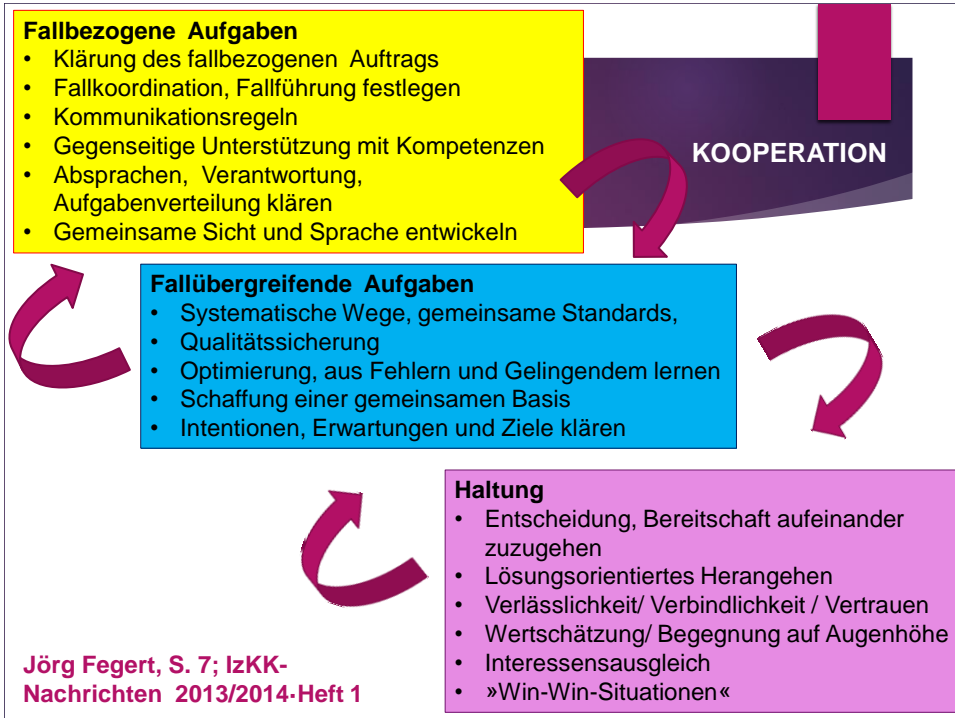 Fallbezogene Aufgaben
• Klärung des fallbezogenen Auftrags
• Fallkoordination, Fallführung festlegen
• Kommunikationsregeln
• Gegenseitige Unterstützung mit Kompetenzen
• Absprachen, Verantwortung,
Aufgabenverteilung klären
• Gemeinsame Sicht und Sprache entwickeln
KOOPERATION
Fallübergreifende Aufgaben
• Systematische Wege, gemeinsame Standards,
• Qualitätssicherung
• Optimierung, aus Fehlern und Gelingendem lernen
• Schaffung einer gemeinsamen Basis
• Intentionen, Erwartungen und Ziele klären
Haltung
• Entscheidung, Bereitschaft aufeinander
zuzugehen
• Lösungsorientiertes Herangehen
• Verlässlichkeit/ Verbindlichkeit / Vertrauen
• Wertschätzung/ Begegnung auf Augenhöhe
• Interessensausgleich
• »Win-Win-Situationen«
Jörg Fegert, S. 7; IzKK-
Nachrichten 2013/2014·Heft 1